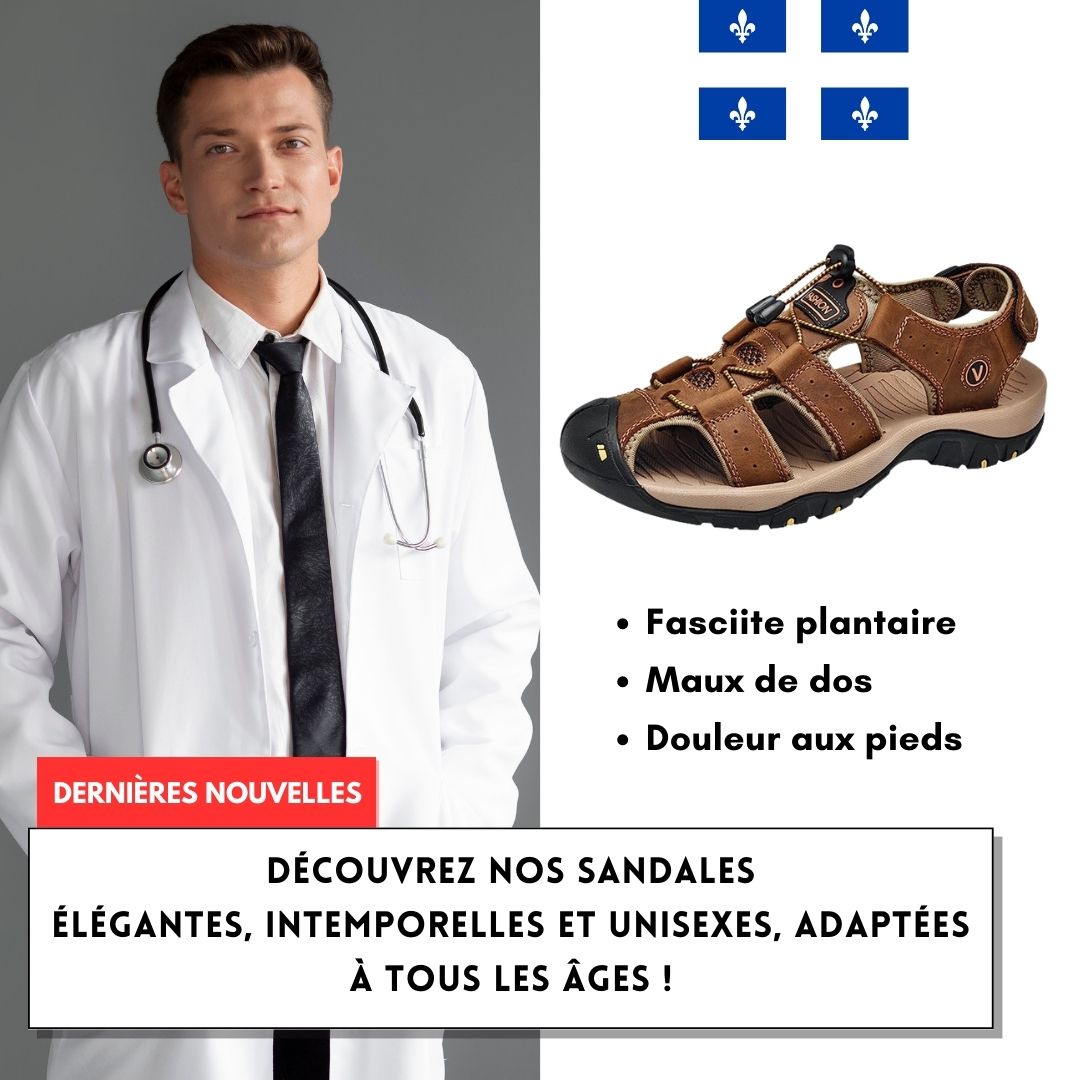 FASHION
V
• Fasciite plantaire
• Maux de dos
• Douleur aux pieds
DERNIÈRES NOUVELLES
DÉCOUVREZ NOS SANDALES
ÉLÉGANTES, INTEMPORELLES ET UNISEXES, ADAPTÉES
À TOUS LES ÂGES !